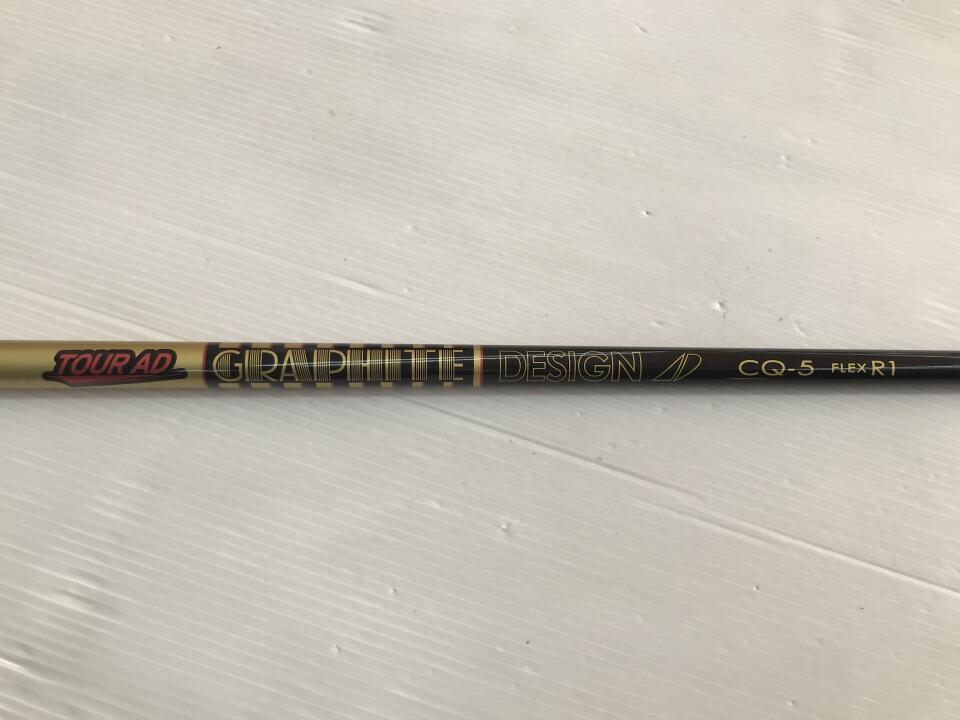 TOUR AD GRAPHITE DESIGN CQ-5 FLEX R1